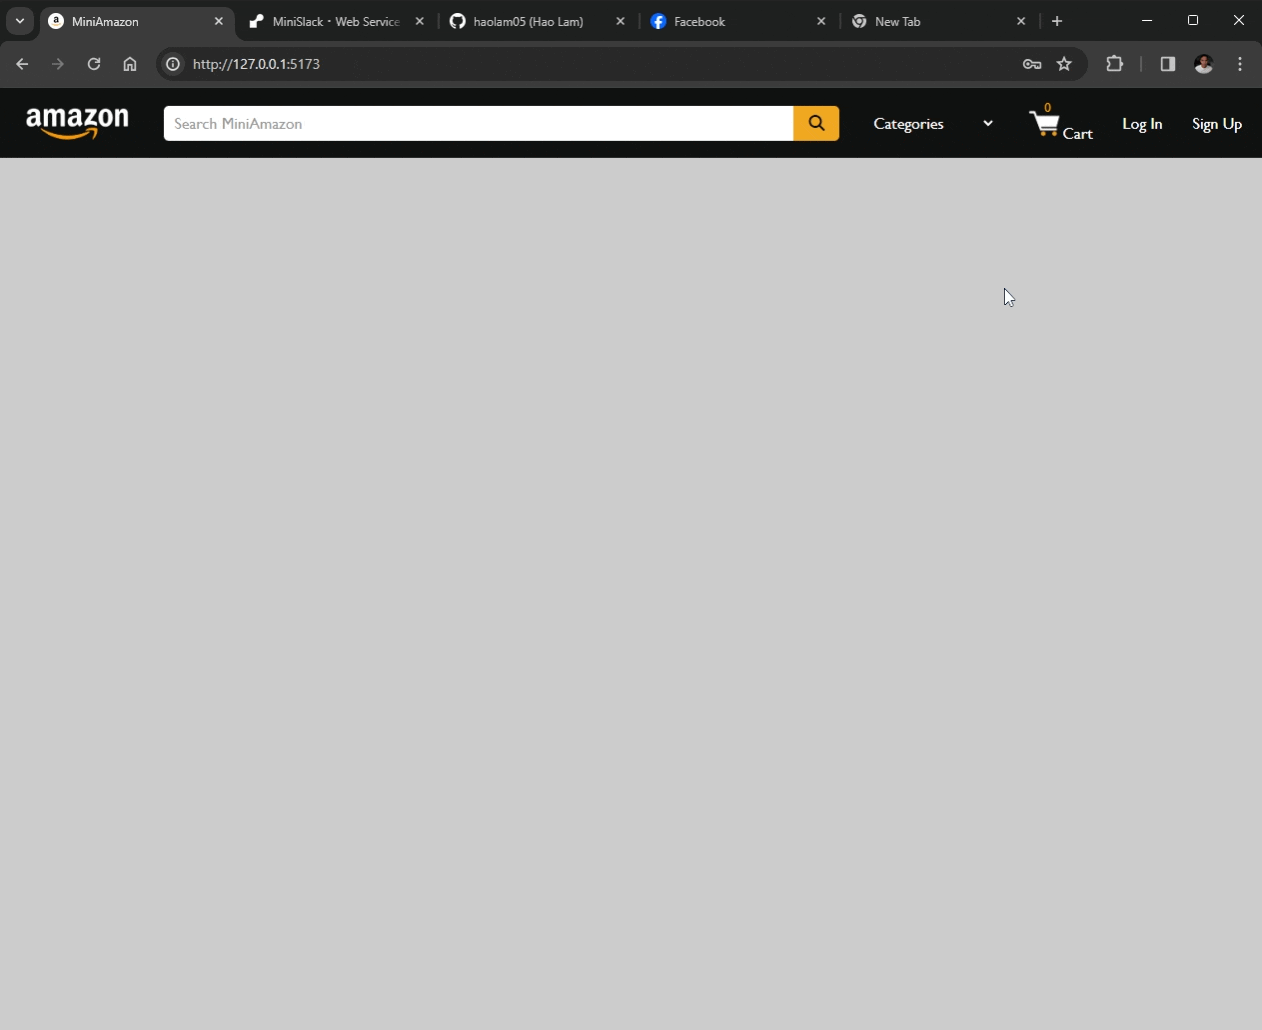 MiniAmazon
MiniSlack · Web Service
haolam05 (Hao Lam)
Facebook
New Tab
http://127.0.0.1:5173
amazon
Search MiniAmazon
Categories
0
Cart
Log In
Sign Up